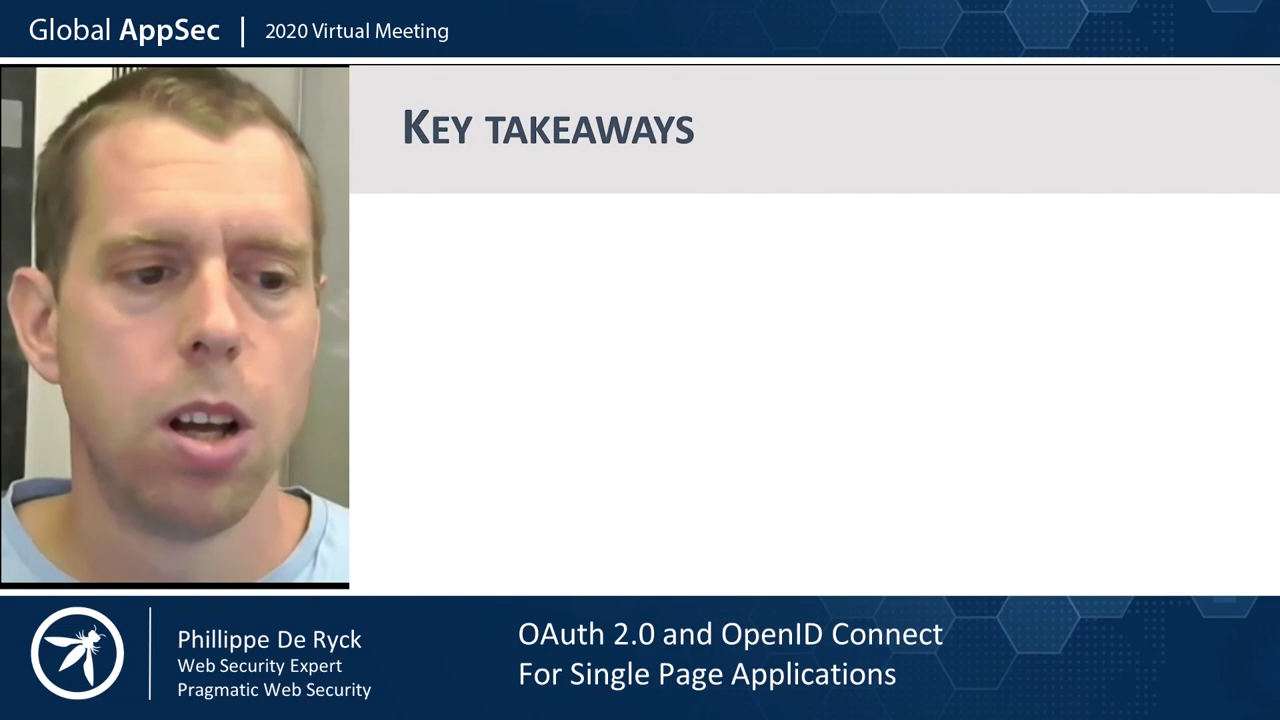 Global AppSec | 2020 Virtual Meeting
KEY TAKEAWAYS
Phillippe De Ryck
Web Security Expert
Pragmatic Web Security
OAuth 2.0 and OpenID Connect
For Single Page Applications